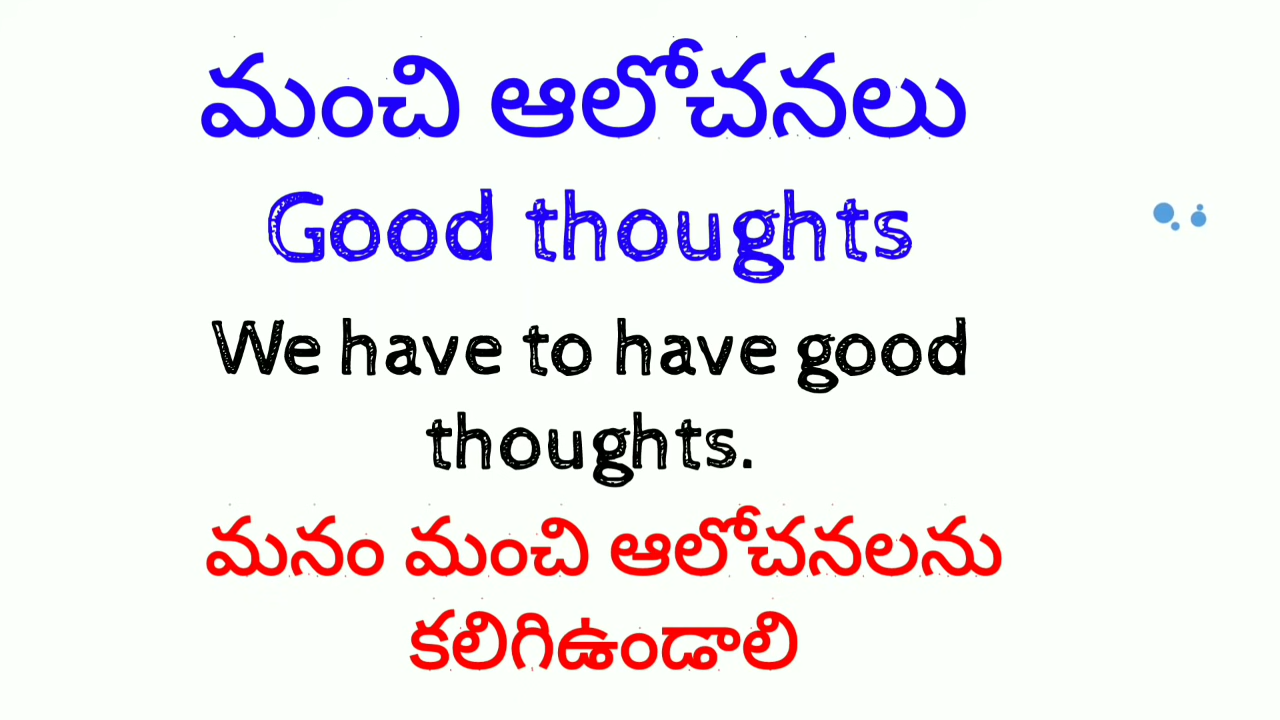 మంచి ఆలోచనలు
Good thoughts
We have to have good
thoughts.
మనం మంచి ఆలోచనలను
కలిగిఉండాలి